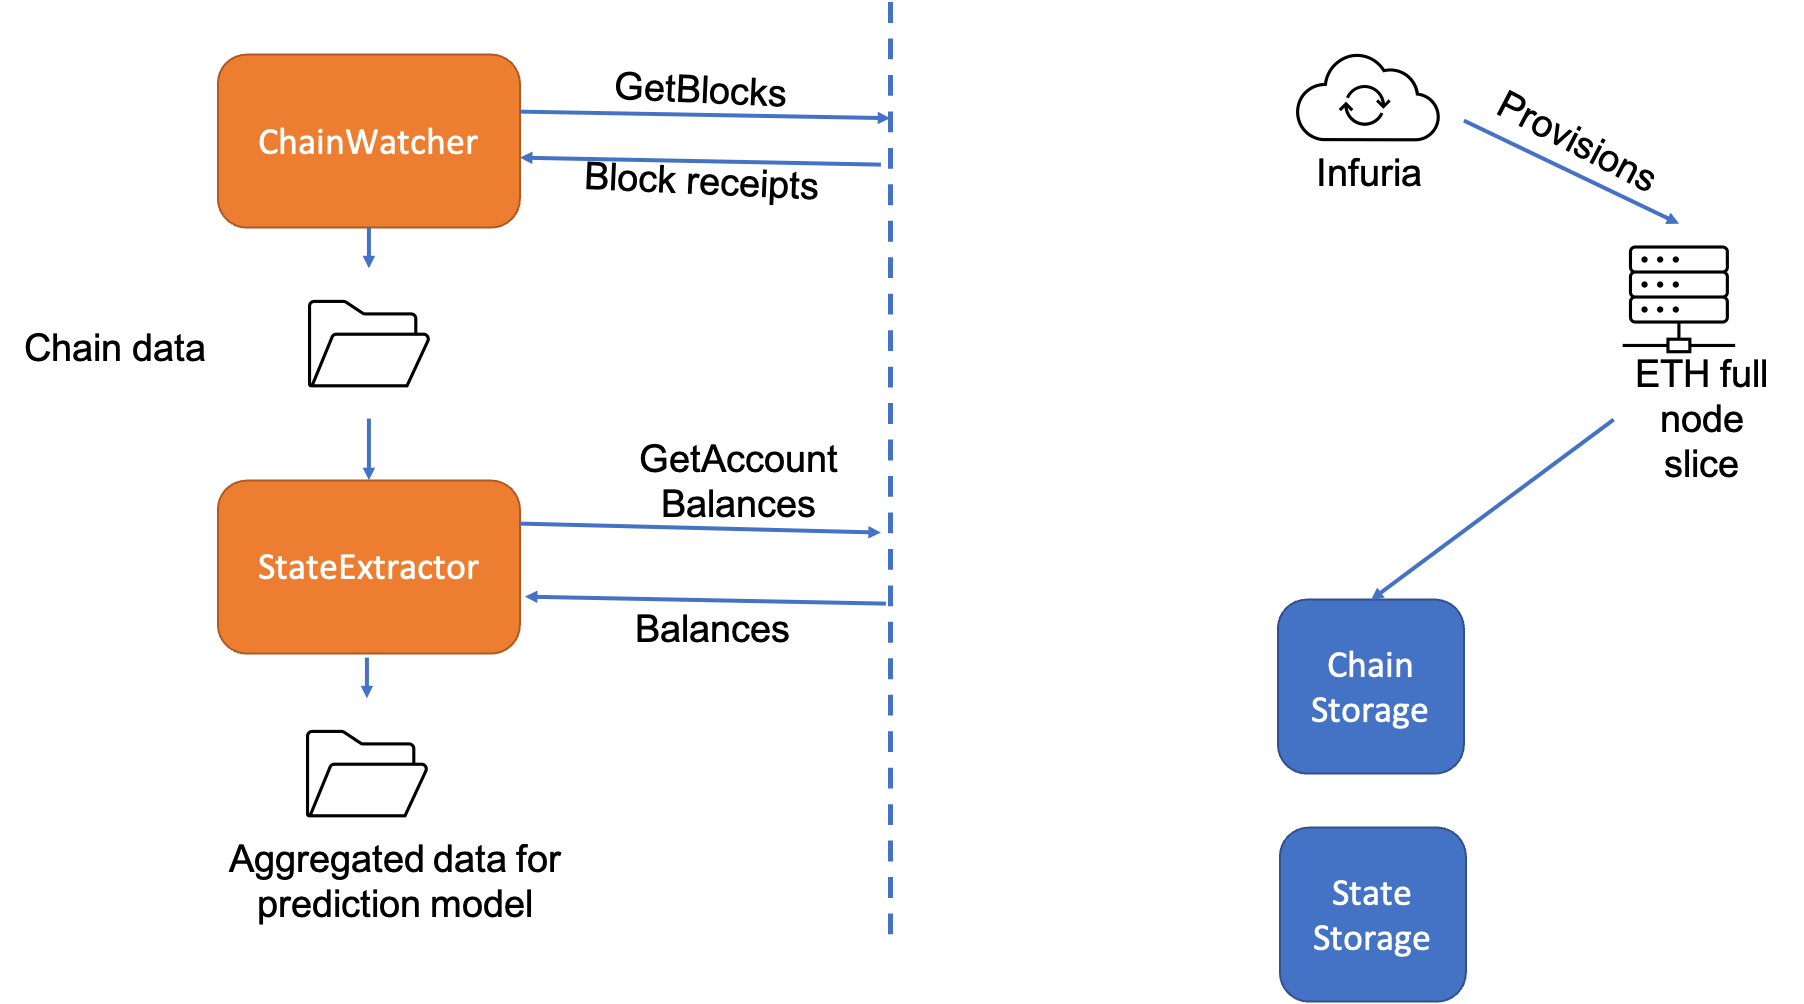 GetBlocks
ChainWatcher
Block receipts
Chain data
GetAccount
Balances
StateExtractor
Balances
Aggregated data for
prediction model
Infuria
Provisions
ETH full
node
slice
Chain
Storage
State
Storage